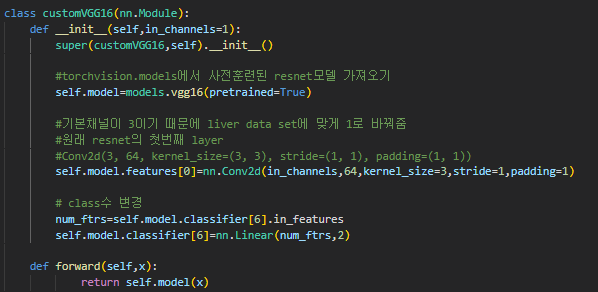 class customVGG16(nn.Module):
def __init__(self,in_channels=1):
super(customVGG16,self).__init__()
#torchvision.models에서 사전훈련된 resnet모델 가져오기
self.model=models.vgg16(pretrained=True)
#기본채널이 3이기 때문에 liver data set에 맞게 1로 바꿔줌
#원래 resnet의 첫번째 layer
#Conv2d(3, 64, kernel_size=(3, 3), stride=(1, 1), padding=(1, 1))
self.model.features[0]=nn.Conv2d(in_channels,64,kernel_size=3,stride=1,padding=1)
# class수 변경
num_ftrs=self.model.classifier[6].in_features
self.model.classifier[6]=nn.Linear(num_ftrs,2)
def forward(self,x):
return self.model(x)